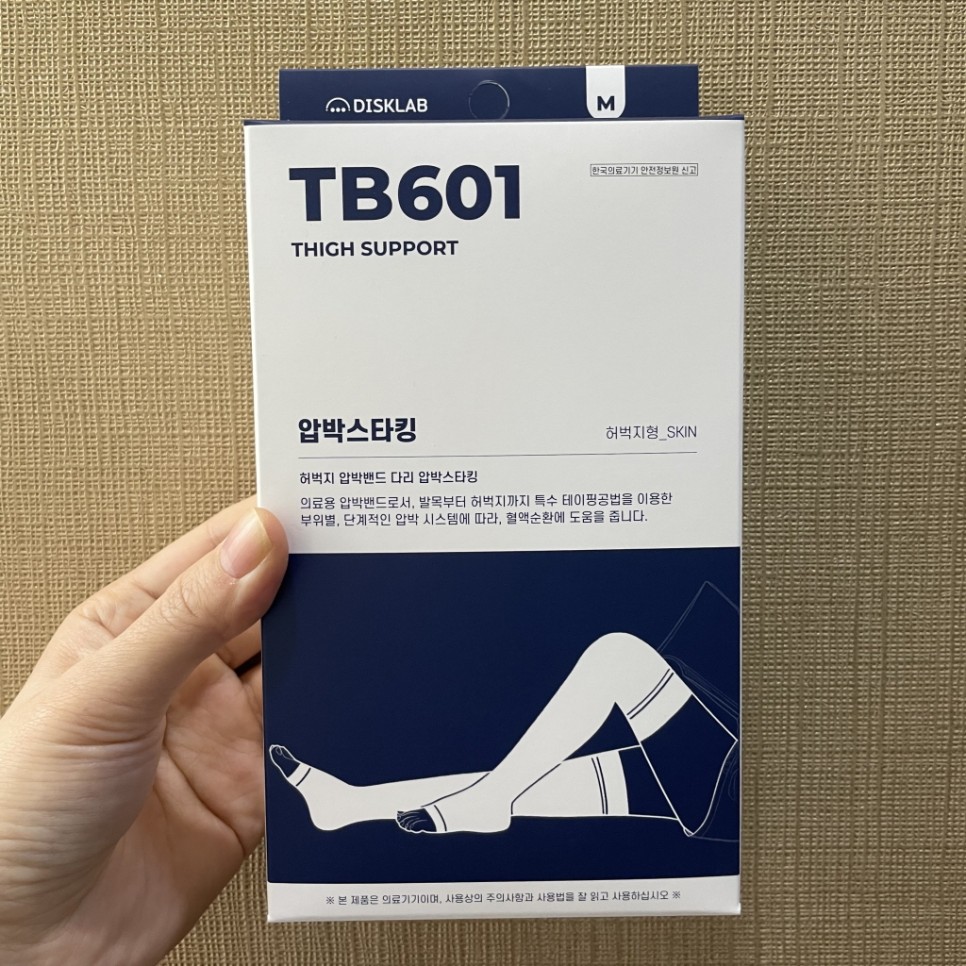 DISKLAB
M
TB601
한국의료기기 안전정보원 신고
THIGH SUPPORT
압박스타킹
허벅지형_SKIN
허벅지 압박밴드 다리 압박스타킹
의료용 압박밴드로서, 발목부터 허벅지까지 특수 테이핑공법을 이용한
부위별, 단계적인 압박 시스템에 따라, 혈액순환에 도움을 줍니다.
※ 본 제품은 의료기기이며, 사용상의 주의사항과 사용법을 잘 읽고 사용하십시오 ※